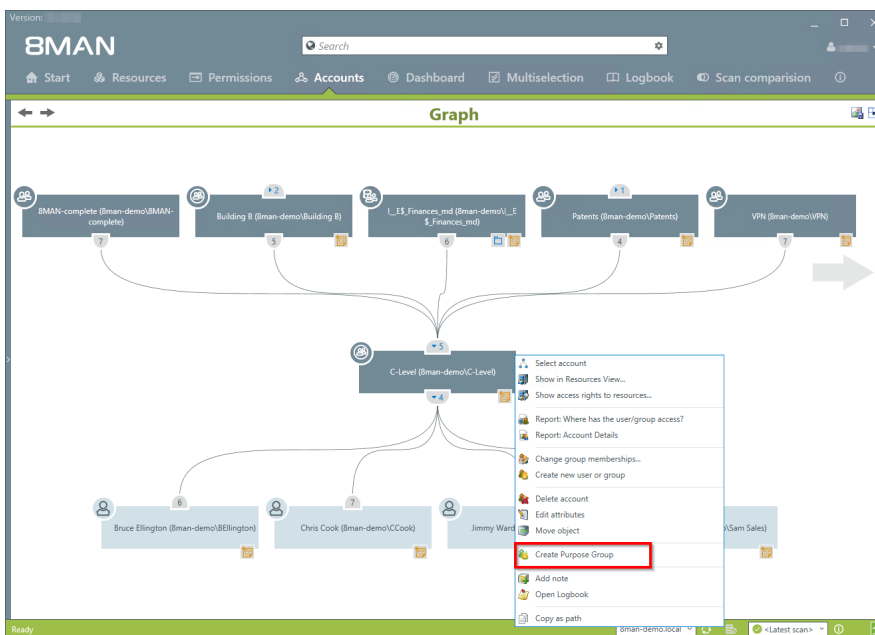 Version:
8MAN
Search
Start Resources Permissions Accounts Dashboard Multiselection Logbook Scan comparision
Graph
2
1
8MAN-complete (8man-demo\8MAN-
complete)
Building B (8man-demo\Building B)
I__E$_Finances_md (8man-demo\I__E
$_Finances_md)
Patents (8man-demo\Patents)
VPN (8man-demo\VPN)
7
5
6
4
7
5
C-Level (8man-demo\C-Level)
4
Select account
Show in Resources View...
Show access rights to resources...
Report: Where has the user/group access?
Report: Account Details
Change group memberships...
Create new user or group
Delete account
Edit attributes
Move object
Create Purpose Group
Add note
Open Logbook
Copy as path
6
7
Bruce Ellington (8man-demo\BEllington)
Chris Cook (8man-demo\CCook)
Jimmy Ward
\Sam Sales)
Ready
8man-demo.local
<Latest scan>